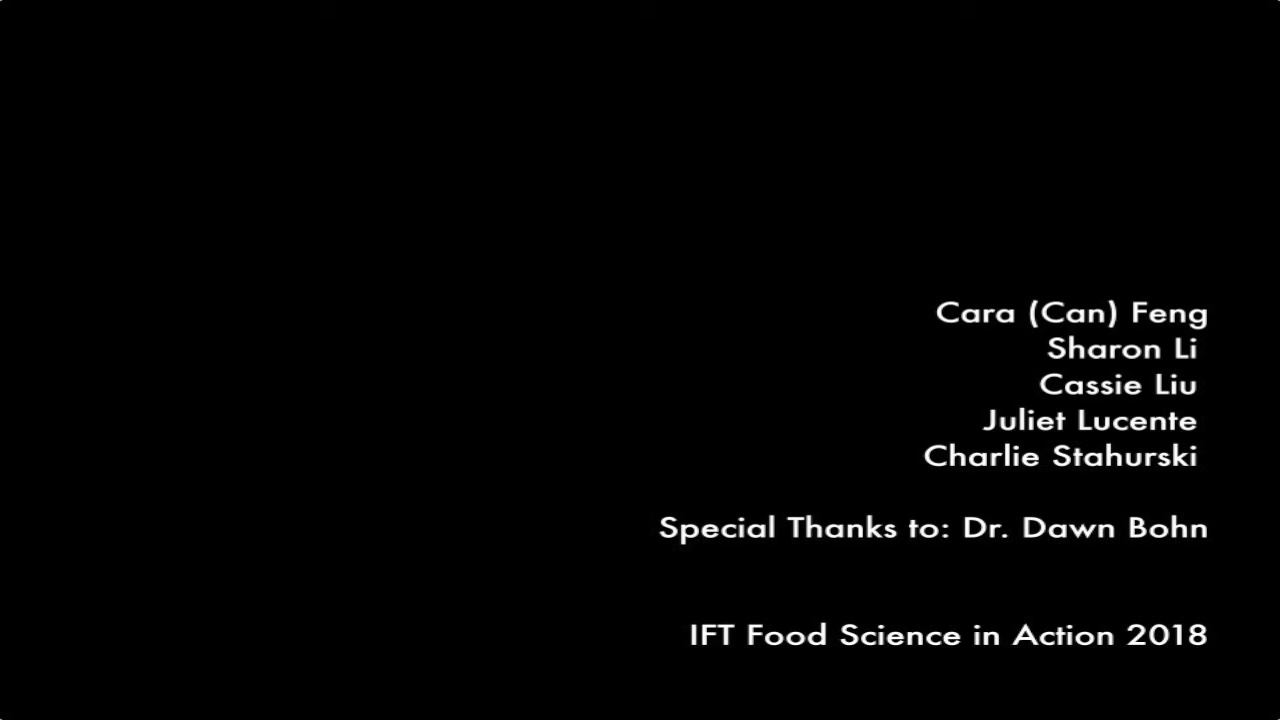 Cara (Can) Feng
Sharon Li
Cassie Liu
Juliet Lucente
Charlie Stahurski
Special Thanks to: Dr. Dawn Bohn
IFT Food Science in Action 2018